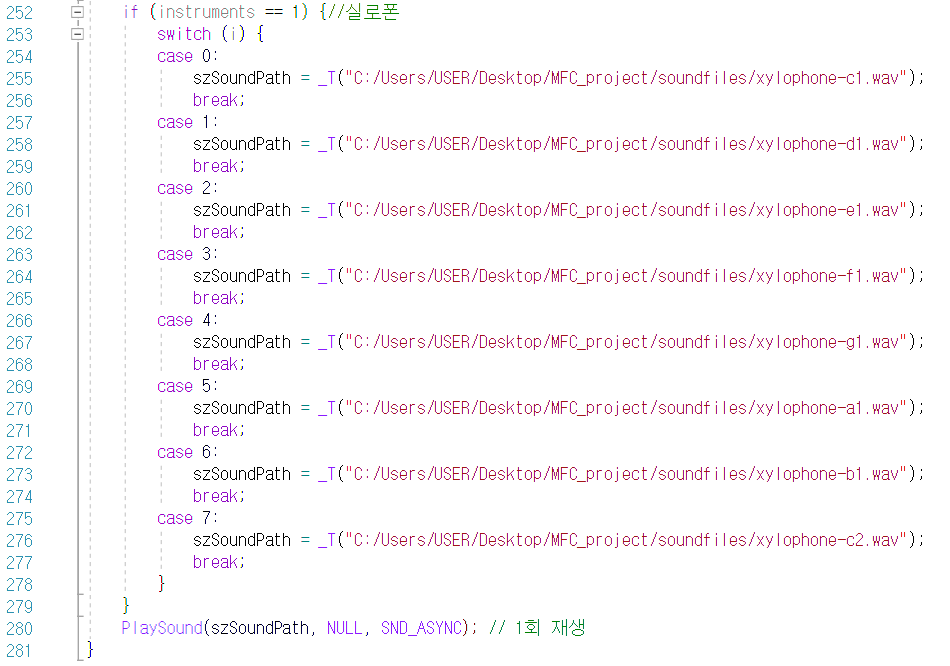 252 if (instruments == 1) {//실로폰
253 switch (i) {
254 case 0:
255 szSoundPath = _T("C:/Users/USER/Desktop/MFC_project/soundfiles/xylophone-c1.wav");
256 break;
257 case 1:
258 szSoundPath = _T("C:/Users/USER/Desktop/MFC_project/soundfiles/xylophone-d1.wav");
259 break;
260 case 2:
261 szSoundPath = _T("C:/Users/USER/Desktop/MFC_project/soundfiles/xylophone-e1.wav");
262 break;
263 case 3:
264 szSoundPath = _T("C:/Users/USER/Desktop/MFC_project/soundfiles/xylophone-f1.wav");
265 break;
266 case 4:
267 szSoundPath = _T("C:/Users/USER/Desktop/MFC_project/soundfiles/xylophone-g1.wav");
268 break;
269 case 5:
270 szSoundPath = _T("C:/Users/USER/Desktop/MFC_project/soundfiles/xylophone-a1.wav");
271 break;
272 case 6:
273 szSoundPath = _T("C:/Users/USER/Desktop/MFC_project/soundfiles/xylophone-b1.wav");
274 break;
275 case 7:
276 szSoundPath = _T("C:/Users/USER/Desktop/MFC_project/soundfiles/xylophone-c2.wav");
277 break;
278 }
279 }
280 PlaySound(szSoundPath, NULL, SND_ASYNC); // 1회 재생
281 }